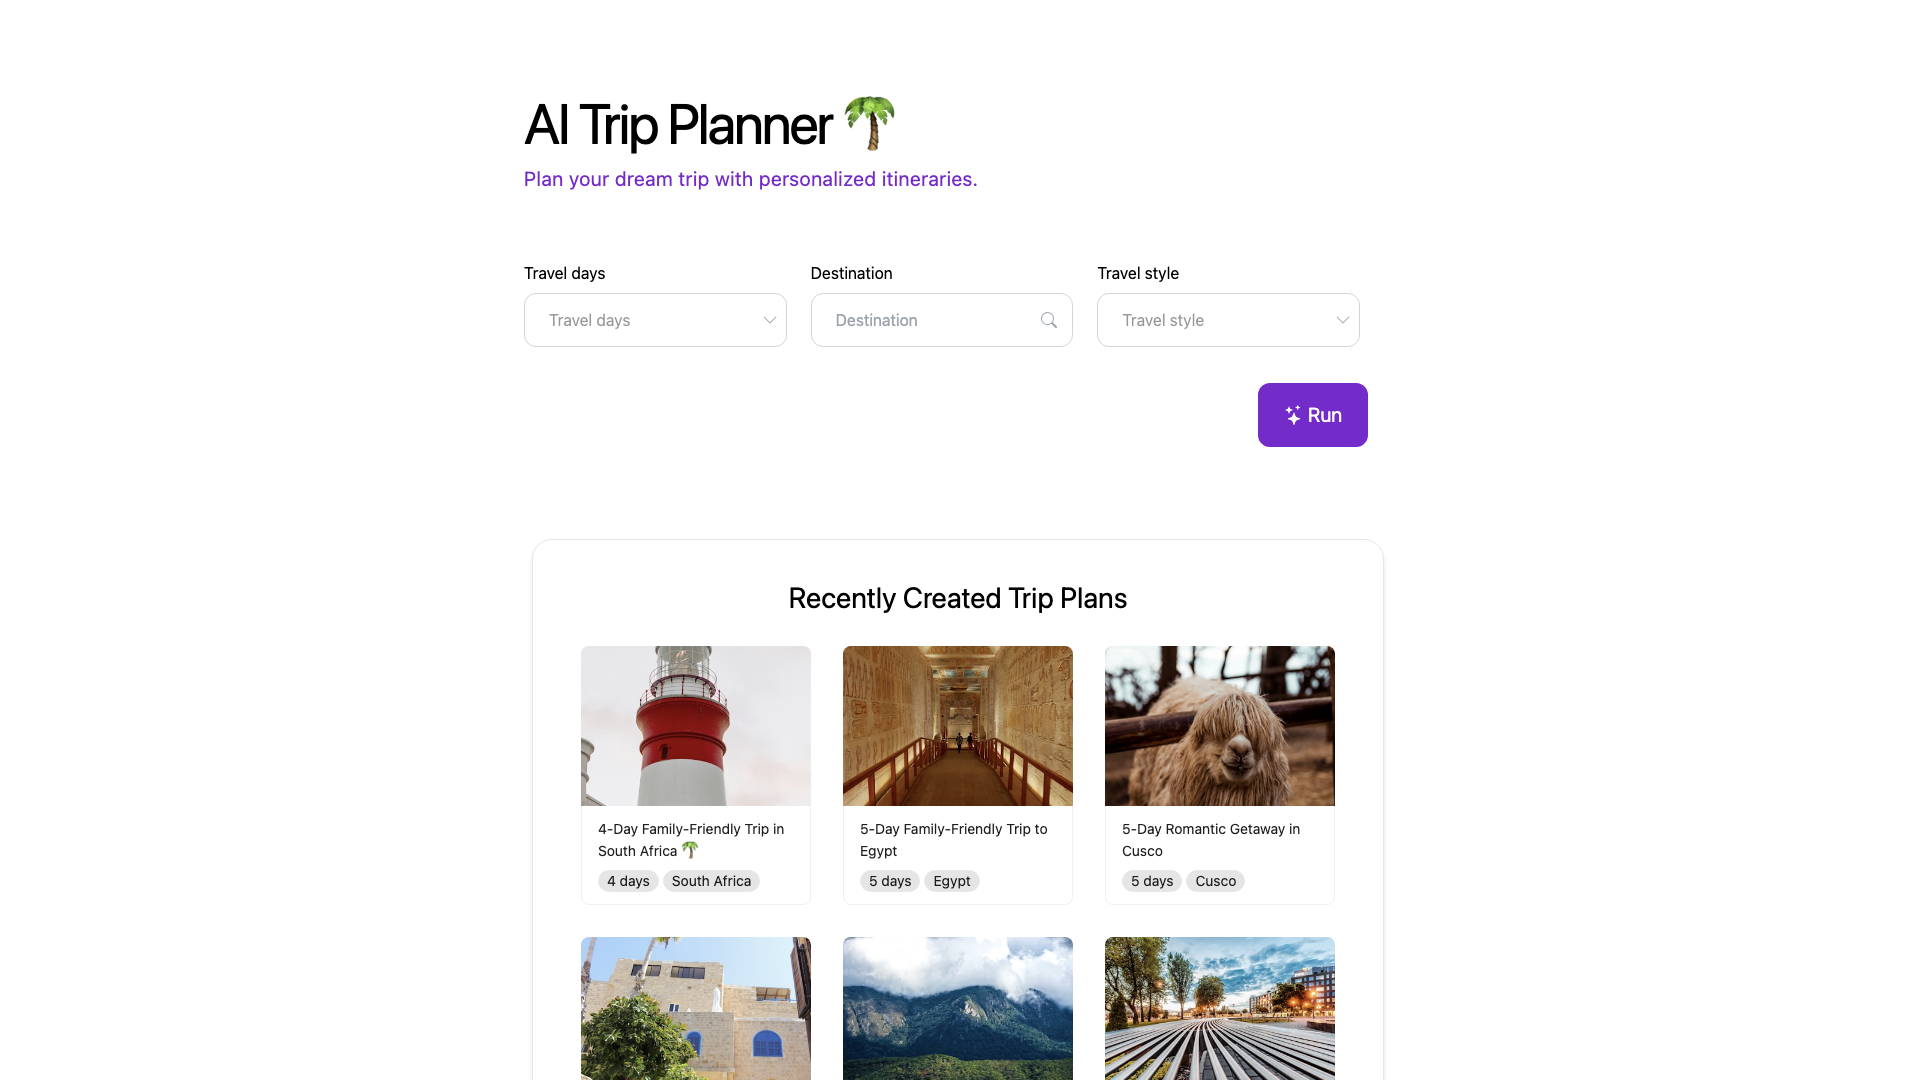 AI Trip Planner 🌴
Plan your dream trip with personalized itineraries.
Travel days
Destination
Travel style
Travel days
Destination
Travel style
Run
Recently Created Trip Plans
4-Day Family-Friendly Trip in
South Africa 🌴
4 days
South Africa
5-Day Family-Friendly Trip to
Egypt
5 days
Egypt
5-Day Romantic Getaway in
Cusco
5 days
Cusco